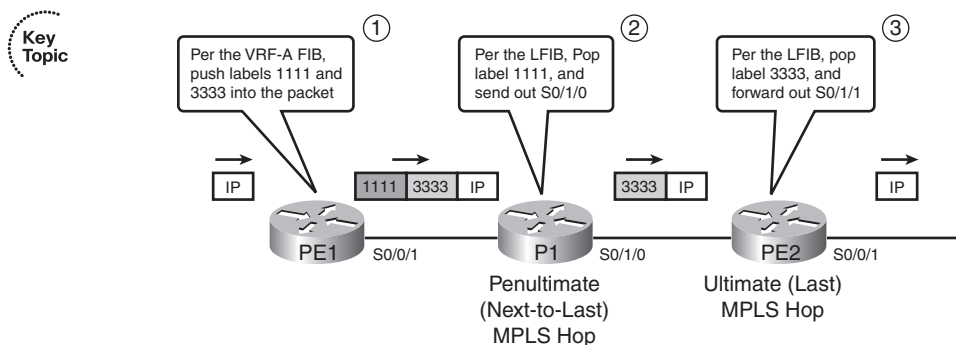 Key
Topic
1
Per the VRF-A FIB,
push labels 1111 and
3333 into the packet
2
Per the LFIB, Pop
label 1111, and
send out S0/1/0
3
Per the LFIB, pop
label 3333, and
forward out S0/1/1
IP
1111 3333 IP
3333 IP
IP
PE1
S0/0/1
P1
S0/1/0
PE2
S0/0/1
Penultimate
(Next-to-Last)
MPLS Hop
Ultimate (Last)
MPLS Hop